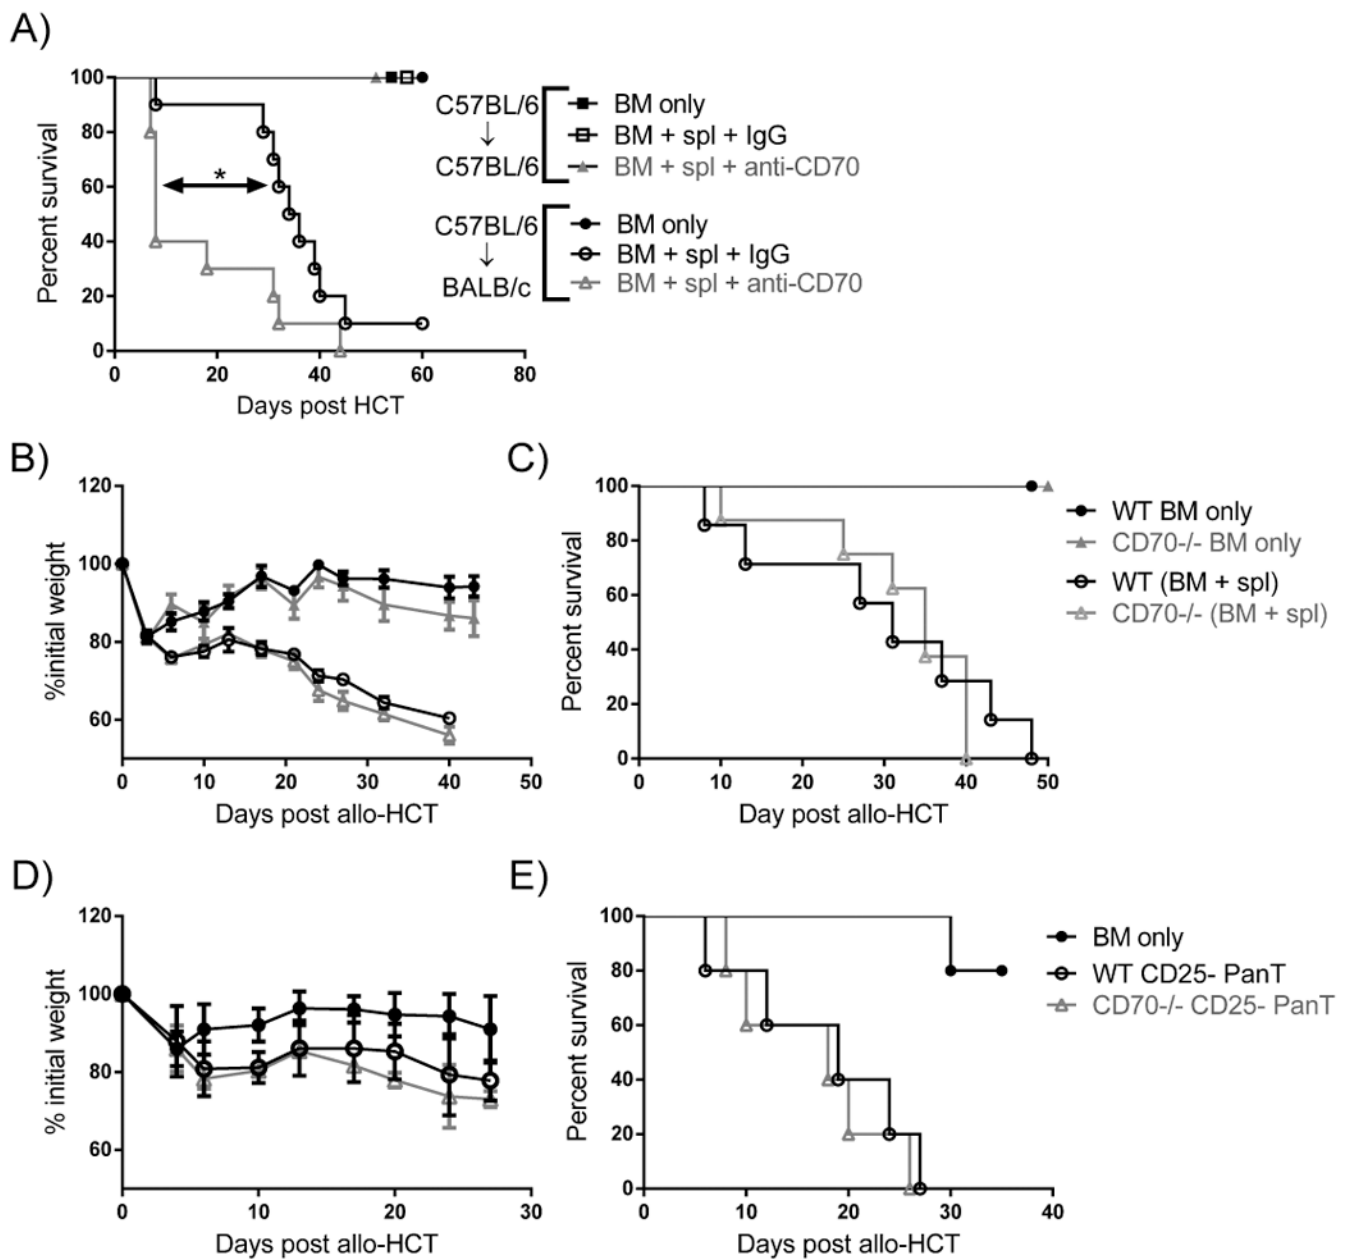 A)
100
80
60
40
20
0
0 20 40 60 80
Percent survival
Days post HCT
*
C57BL/6
↓
C57BL/6
BM only
BM + spl + IgG
BM + spl + anti-CD70
C57BL/6
↓
BALB/c
BM only
BM + spl + IgG
BM + spl + anti-CD70
B)
120
100
80
60
0 10 20 30 40 50
%initial weight
Days post allo-HCT
C)
100
80
60
40
20
0
0 10 20 30 40 50
Percent survival
Day post allo-HCT
WT BM only
CD70-/- BM only
WT (BM + spl)
CD70-/- (BM + spl)
D)
120
100
80
60
0 10 20 30
% initial weight
Days post allo-HCT
E)
100
80
60
40
20
0
0 10 20 30 40
Percent survival
Days post allo-HCT
BM only
WT CD25- PanT
CD70-/- CD25- PanT